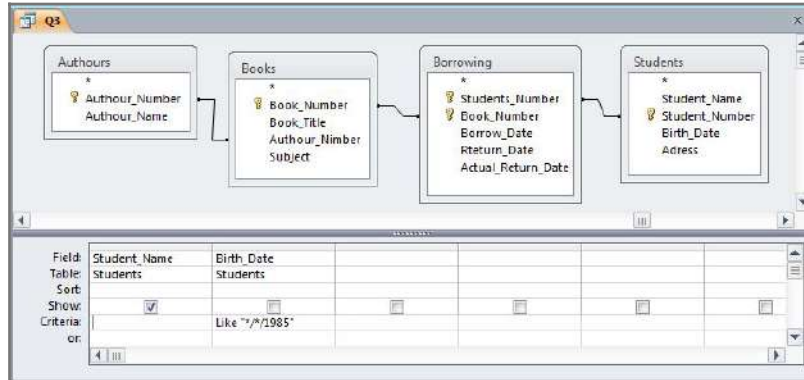 Q3
x
Authours
*
Authour_Number
Authour_Name
Books
*
Book_Number
Book_Title
Authour_Nimber
Subject
Borrowing
*
Students_Number
Book_Number
Borrow_Date
Rteturn_Date
Actual_Return_Date
Students
*
Student_Name
Student_Number
Birth_Date
Adress
Field: Student_Name Birth_Date
Table: Students Students
Sort:
Show:
Criteria: Like "*/*/1985"
or: